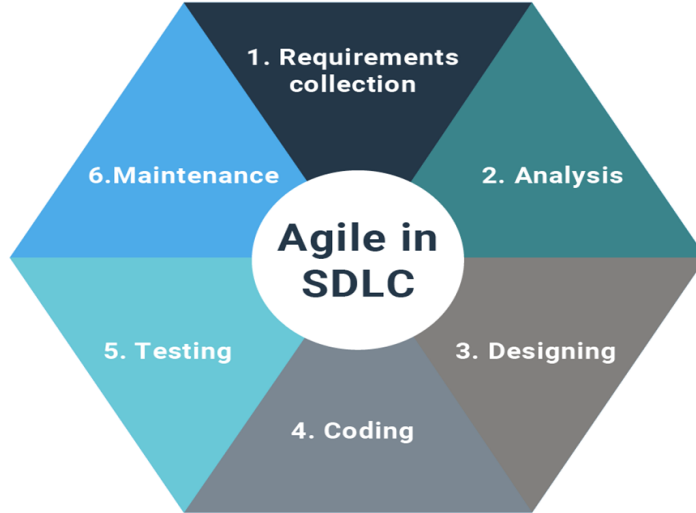 1. Requirements
collection
2. Analysis
3. Designing
4. Coding
5. Testing
6.Maintenance
Agile in
SDLC